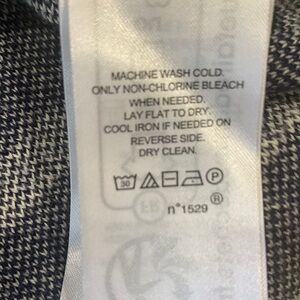 MACHINE WASH COLD.
ONLY NON-CHLORINE BLEACH
WHEN NEEDED.
LAY FLAT TO DRY.
COOL IRON IF NEEDED ON
REVERSE SIDE.
DRY CLEAN.
30 P
n°1529 ®